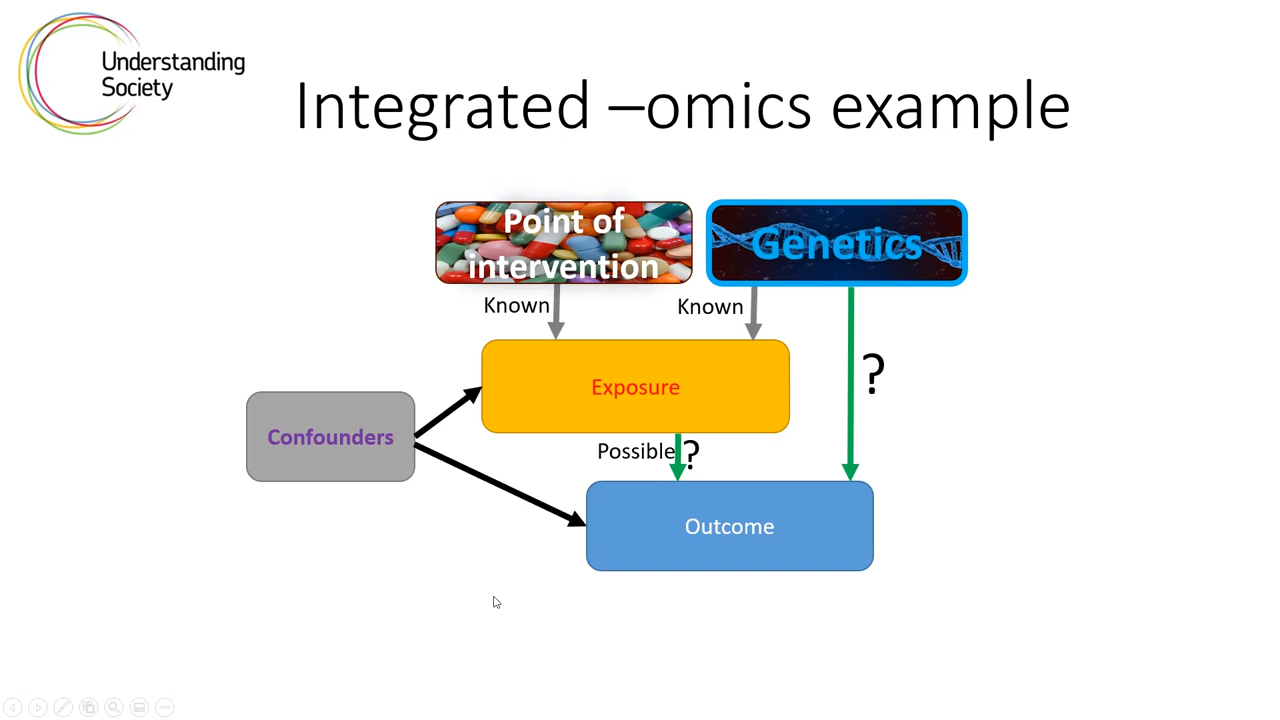 Understanding
Society
Integrated –omics example
Point of
intervention
Genetics
Known
Known
Exposure
?
Confounders
Possible
?
Outcome